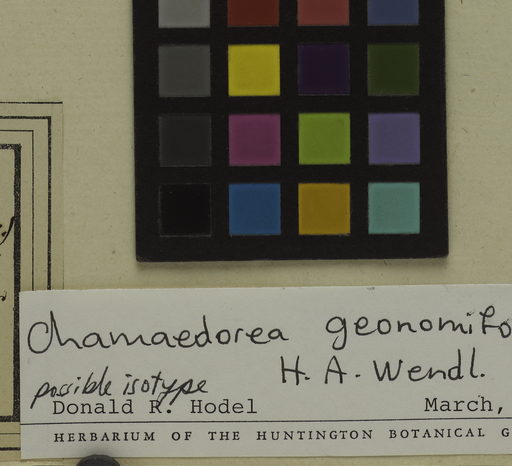 Chamaedorea geonomifo
H. A. Wendl.
possible isotype
Donald R. Hodel March,
HERBARIUM OF THE HUNTINGTON BOTANICAL G